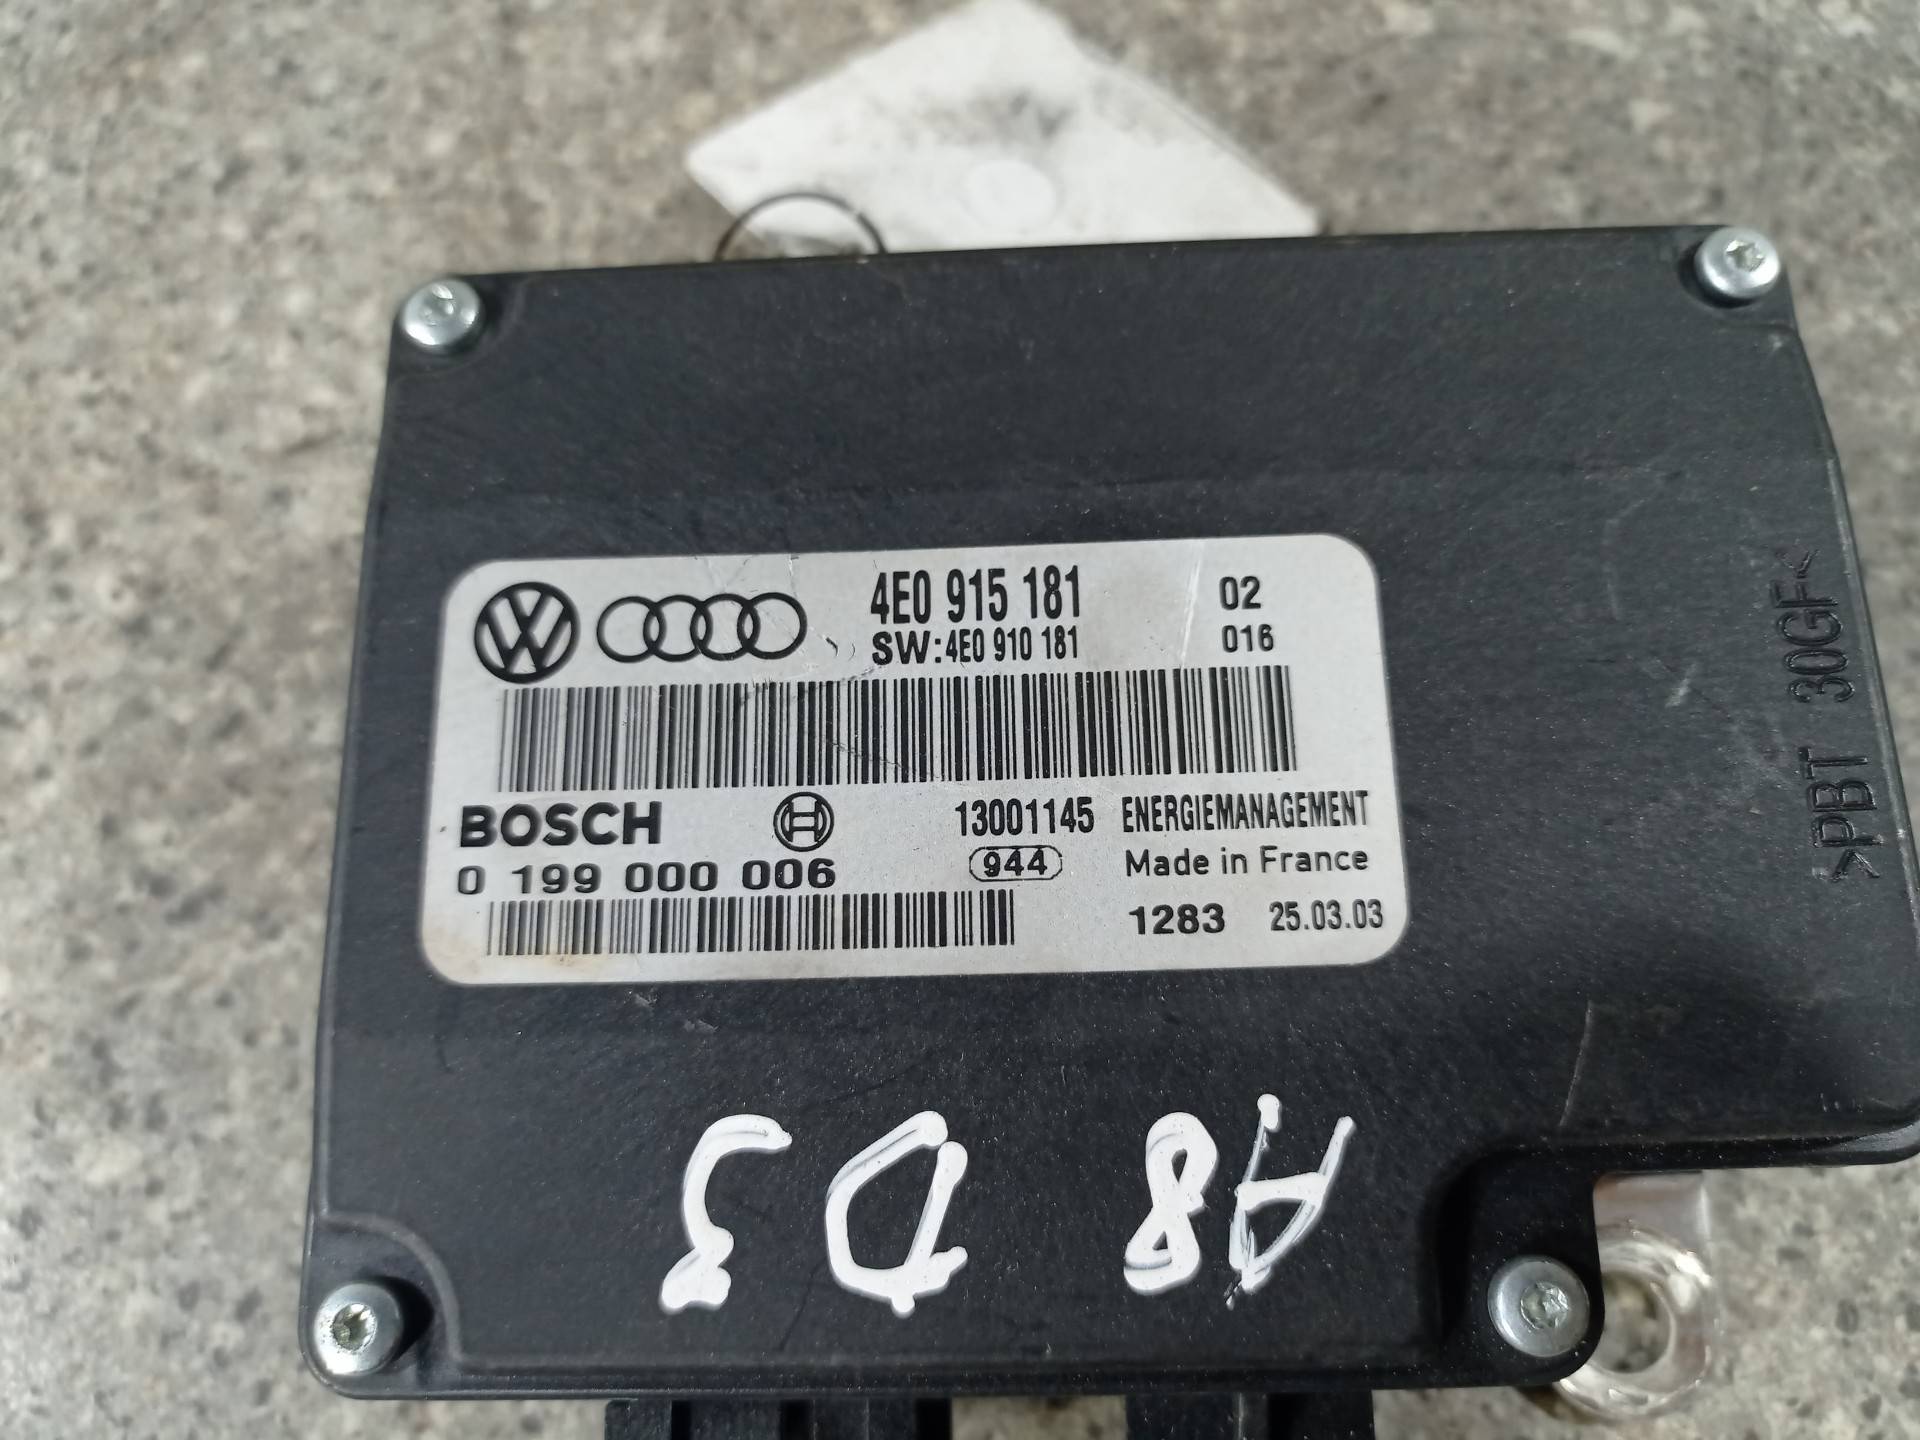 4E0 915 181 02
SW:4E0 910 181 016
BOSCH 13001145 ENERGIEMANAGEMENT
0 199 000 006 944 Made in France
1283 25.03.03
>PBT 30GF<
A8 D3